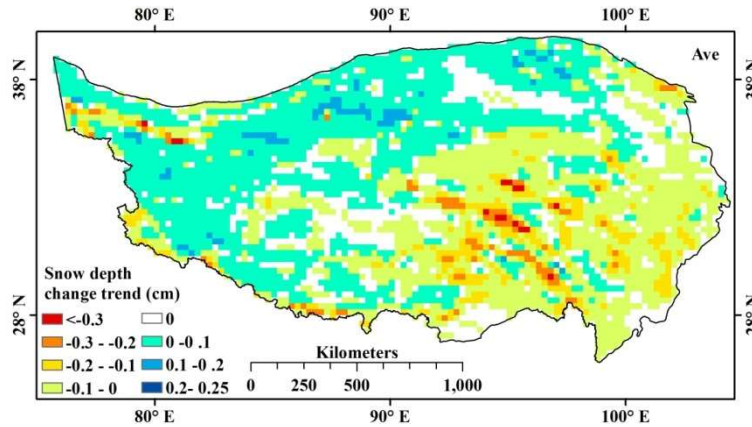 80° E 90° E 100° E
Ave
38° N 38° N
28° N 28° N
Snow depth
change trend (cm)
<-0.3 0
-0.3 - -0.2 0 -0 .1
-0.2 - -0.1 0.1 -0 .2
-0.1 - 0 0.2- 0.25
Kilometers
0 250 500 1,000
80° E 90° E 100° E